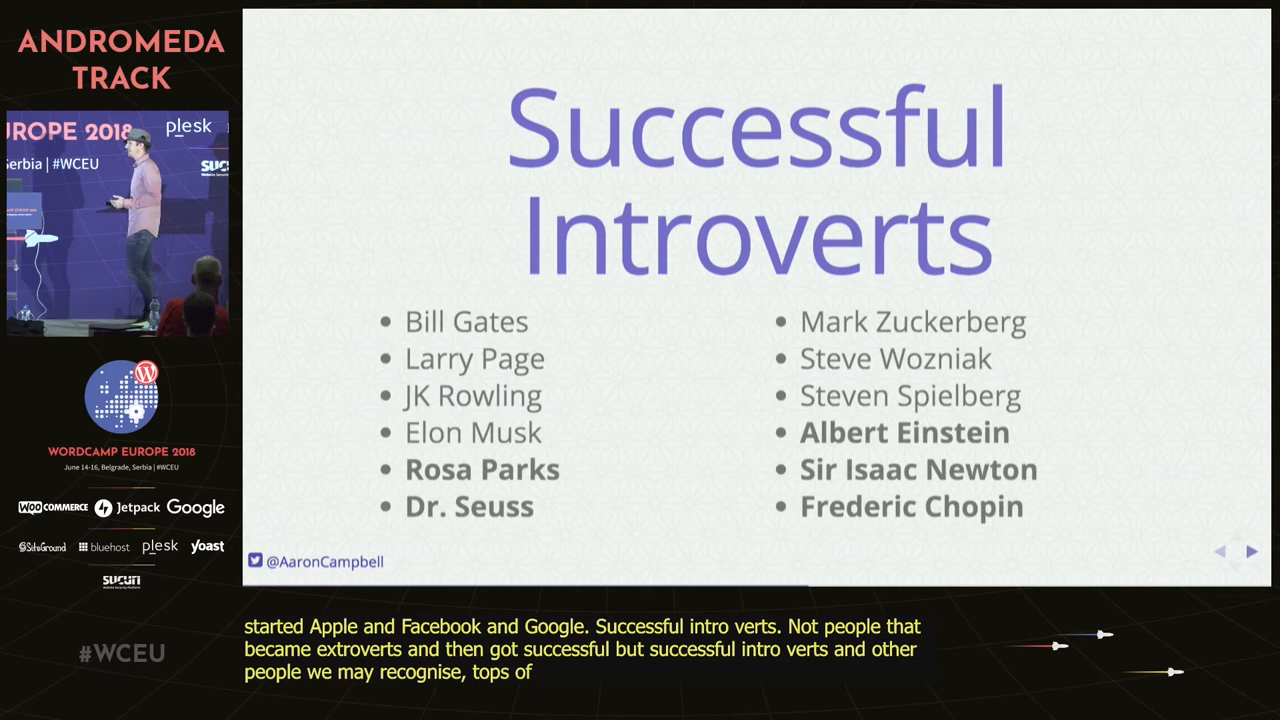 ANDROMEDA
TRACK
UROPE 2018
plesk
Serbia | #WCEU
SUC
WORDCAMP EUROPE 2018
June 14-16, Belgrade, Serbia | #WCEU
WOO COMMERCE
Jetpack
Google
SiteGround
bluehost
plesk
yoast
SUCURI
#WCEU
Successful
Introverts
• Bill Gates
• Larry Page
• JK Rowling
• Elon Musk
• Rosa Parks
• Dr. Seuss
• Mark Zuckerberg
• Steve Wozniak
• Steven Spielberg
• Albert Einstein
• Sir Isaac Newton
• Frederic Chopin
@AaronCampbell
started Apple and Facebook and Google. Successful intro verts. Not people that
became extroverts and then got successful but successful intro verts and other
people we may recognise, tops of